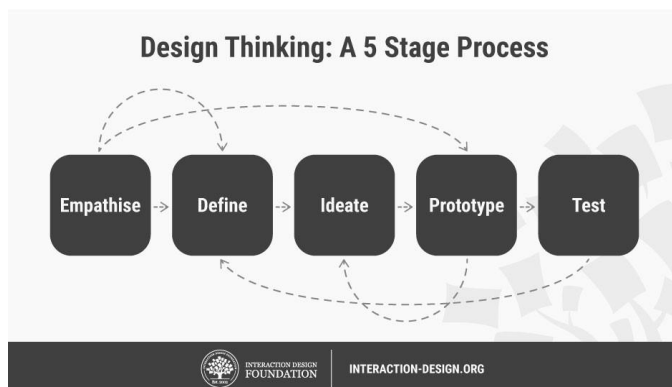 Design Thinking: A 5 Stage Process
Empathise
Define
Ideate
Prototype
Test
INTERACTION DESIGN
FOUNDATION
INTERACTION-DESIGN.ORG